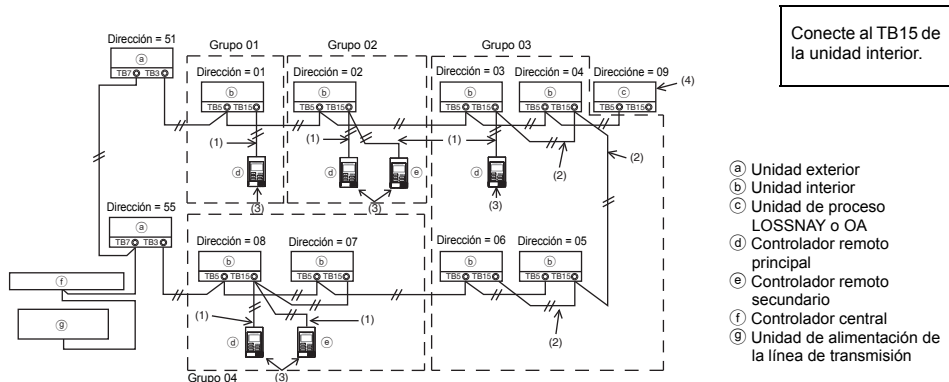 Conecte al TB15 de
la unidad interior.
Grupo 01
Grupo 02
Grupo 03
Dirección = 51
ⓐ
TB7 TB3
Dirección = 01
ⓑ
TB5 TB15
Dirección = 02
ⓑ
TB5 TB15
Dirección = 03
ⓑ
TB5 TB15
Dirección = 04
ⓑ
TB5 TB15
Direccióne = 09
ⓒ
TB5 TB15
(4)
(1)
(1)
(1)
(2)
(2)
ⓓ
ⓓ
ⓔ
ⓓ
(3)
(3)
(3)
Dirección = 55
ⓐ
TB7 TB3
Dirección = 08
ⓑ
TB5 TB15
Dirección = 07
ⓑ
TB5 TB15
Dirección = 06
ⓑ
TB5 TB15
Dirección = 05
ⓑ
TB5 TB15
ⓕ
ⓖ
(1)
(1)
(2)
ⓓ
ⓔ
(3)
Grupo 04
ⓐ Unidad exterior
ⓑ Unidad interior
ⓒ Unidad de proceso
LOSSNAY o OA
ⓓ Controlador remoto
principal
ⓔ Controlador remoto
secundario
ⓕ Controlador central
ⓖ Unidad de alimentación de
la línea de transmisión